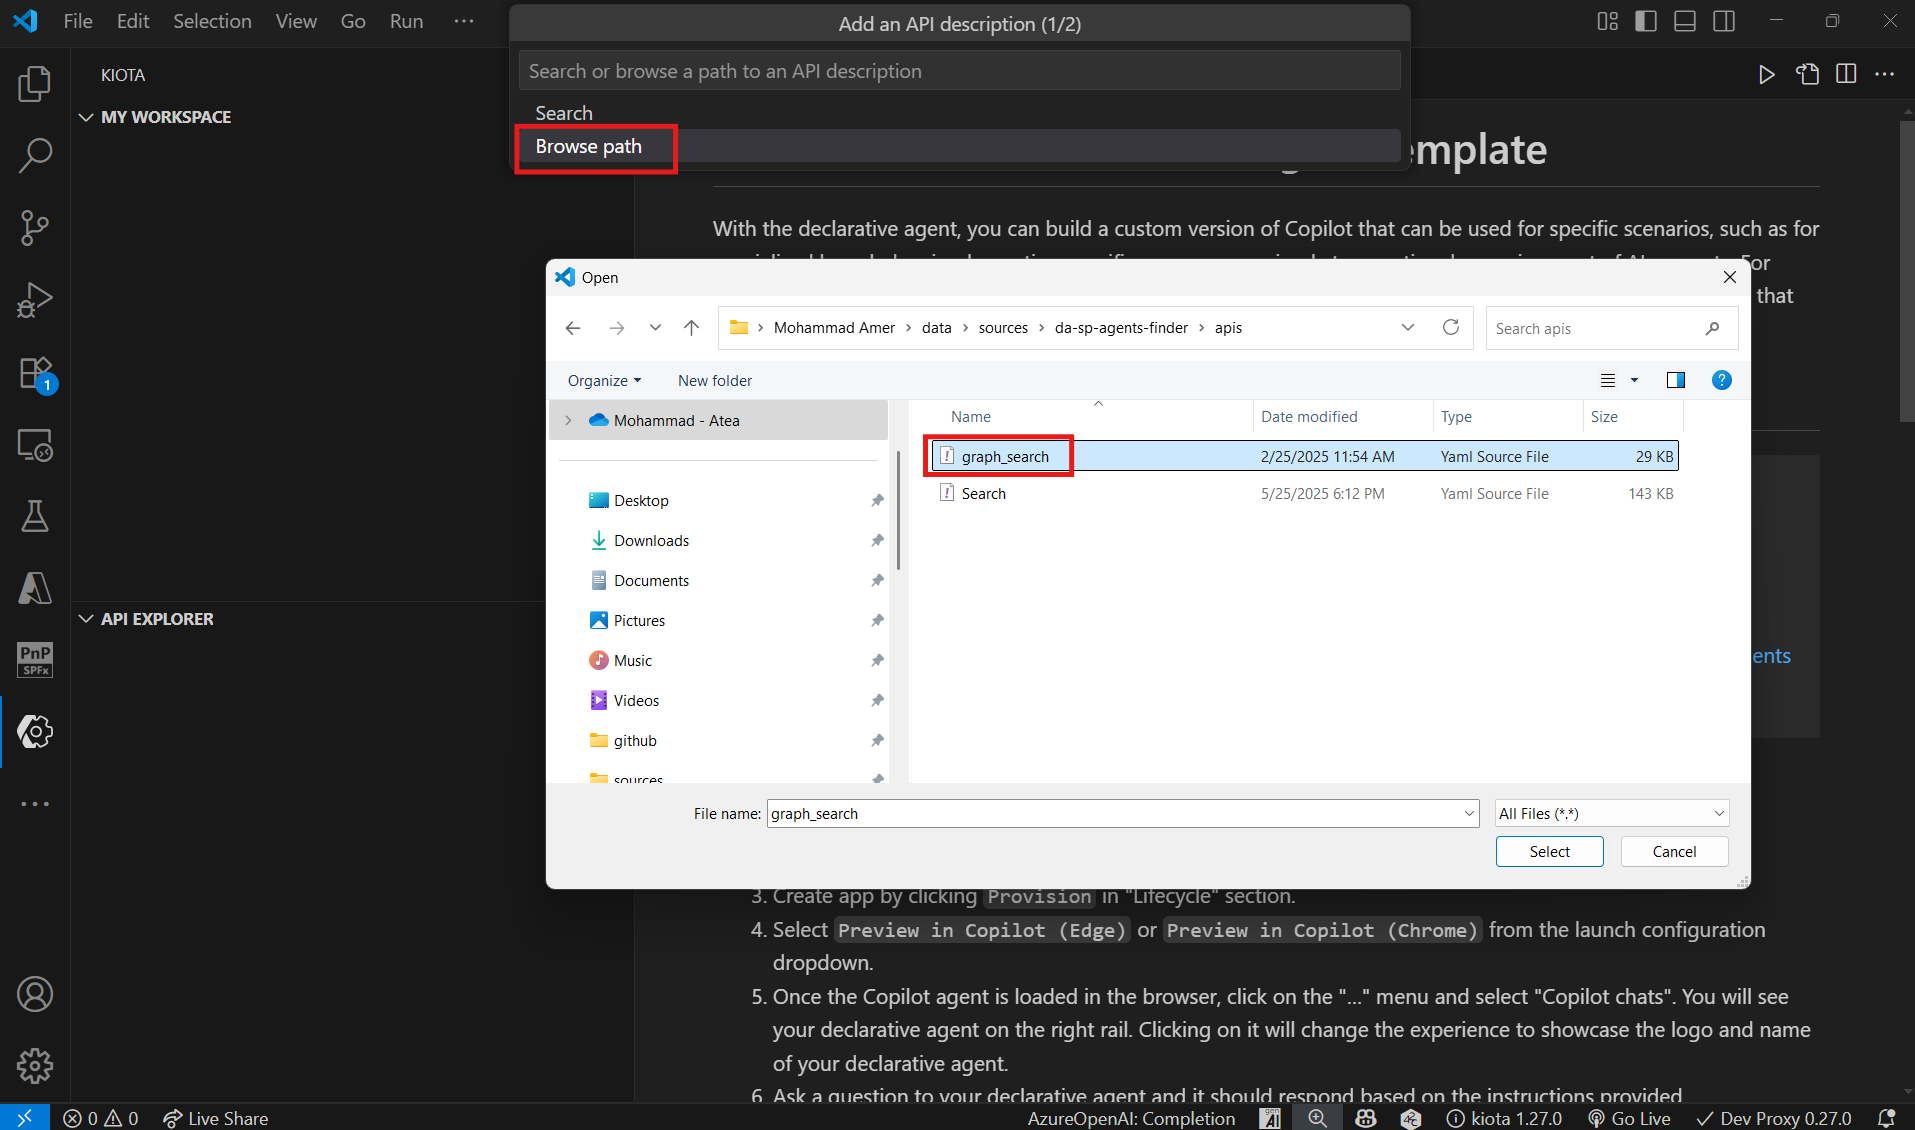 File Edit Selection View Go Run ...
Add an API description (1/2)
Search or browse a path to an API description
Search
Browse path
KIOTA
MY WORKSPACE
API EXPLORER
1
PnP
SPFx
emplate
With the declarative agent, you can build a custom version of Copilot that can be used for specific scenarios, such as for
or
that
ents
Open
Mohammad Amer > data > sources > da-sp-agents-finder > apis
Search apis
Organize New folder
Mohammad - Atea
Desktop
Downloads
Documents
Pictures
Music
Videos
github
sources
Name Date modified Type Size
graph_search 2/25/2025 11:54 AM Yaml Source File 29 KB
Search 5/25/2025 6:12 PM Yaml Source File 143 KB
File name: graph_search
All Files (*.*)
Select Cancel
3. Create app by clicking Provision in "Lifecycle" section.
4. Select Preview in Copilot (Edge) or Preview in Copilot (Chrome) from the launch configuration
dropdown.
5. Once the Copilot agent is loaded in the browser, click on the "..." menu and select "Copilot chats". You will see
your declarative agent on the right rail. Clicking on it will change the experience to showcase the logo and name
of your declarative agent.
6. Ask a question to your declarative agent and it should respond based on the instructions provided
0 0 Live Share AzureOpenAI: Completion kiota 1.27.0 Go Live Dev Proxy 0.27.0